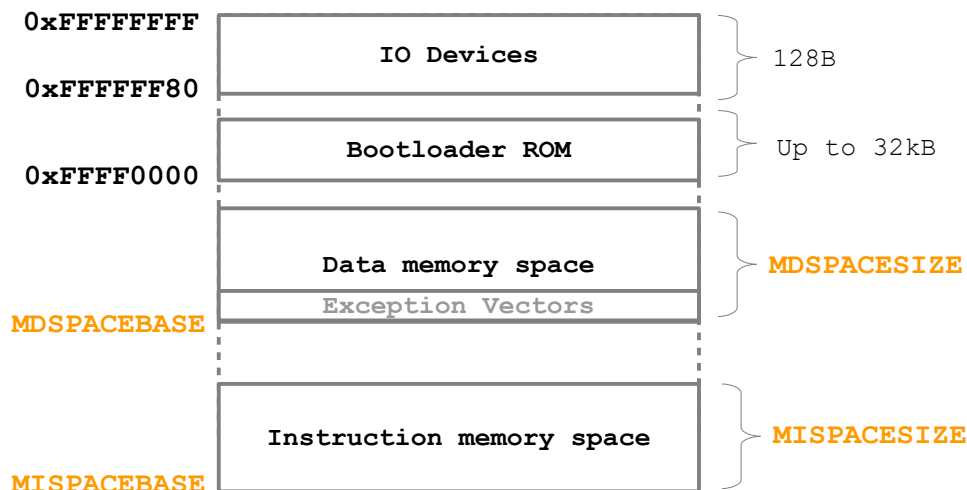 0xFFFFFFFF
IO Devices
128B
0xFFFFFF80
Bootloader ROM
Up to 32kB
0xFFFF0000
Data memory space
MDSPACESIZE
Exception Vectors
MDSPACEBASE
Instruction memory space
MISPACESIZE
MISPACEBASE